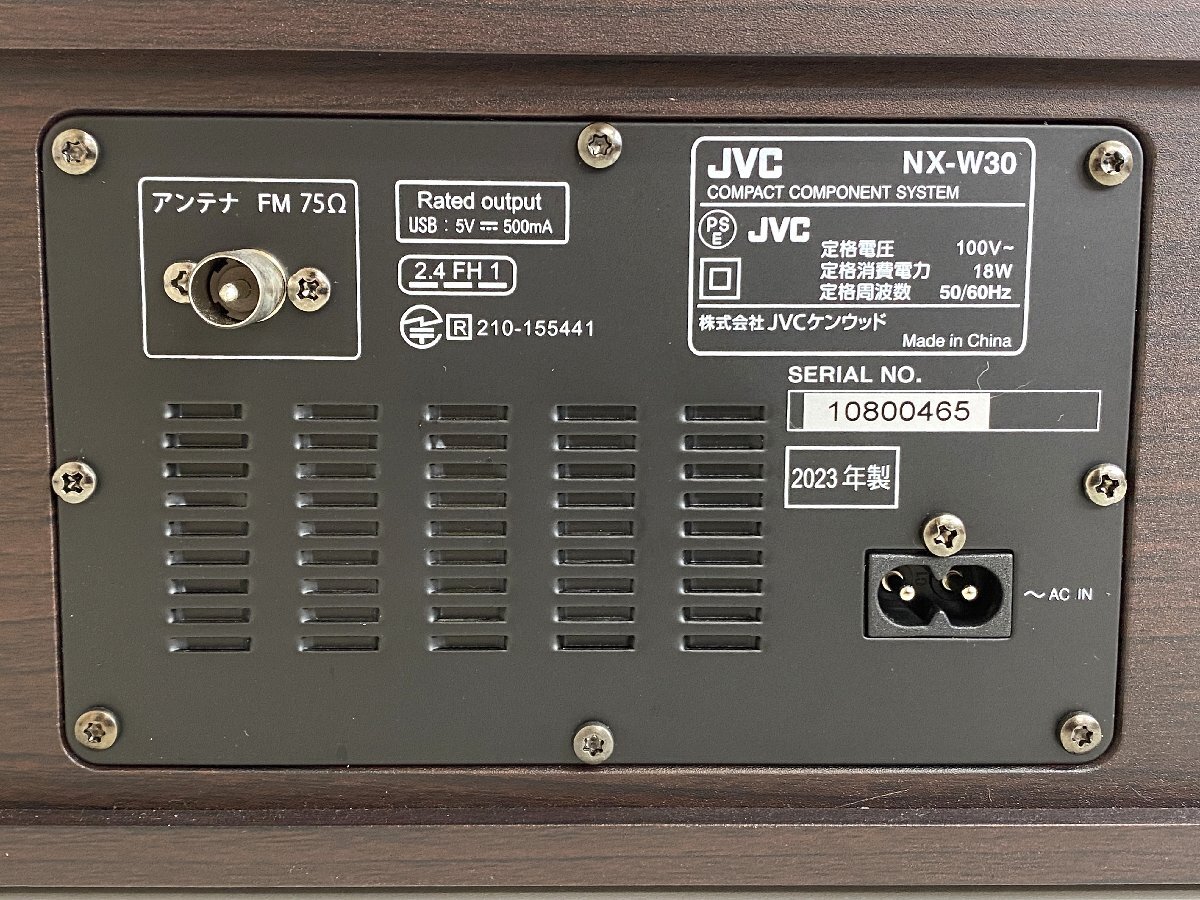 アンテナ FM 75Ω
Rated output
USB : 5V ⎓ 500mA
2.4 FH 1
R 210-155441
JVC NX-W30
COMPACT COMPONENT SYSTEM
PSE JVC
定格電圧 100V~
定格消費電力 18W
定格周波数 50/60Hz
株式会社 JVCケンウッド
Made in China
SERIAL NO.
10800465
2023 年製
~ AC IN